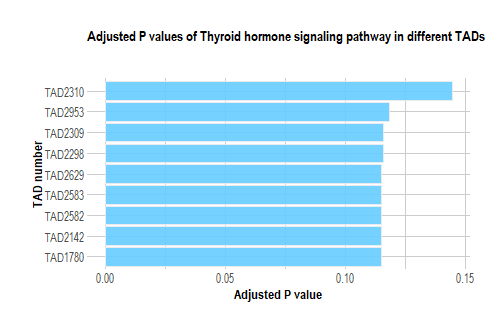 Adjusted P values of Thyroid hormone signaling pathway in different TADs
TAD number
TAD2310
TAD2953
TAD2309
TAD2298
TAD2629
TAD2583
TAD2582
TAD2142
TAD1780
0.00 0.05 0.10 0.15
Adjusted P value